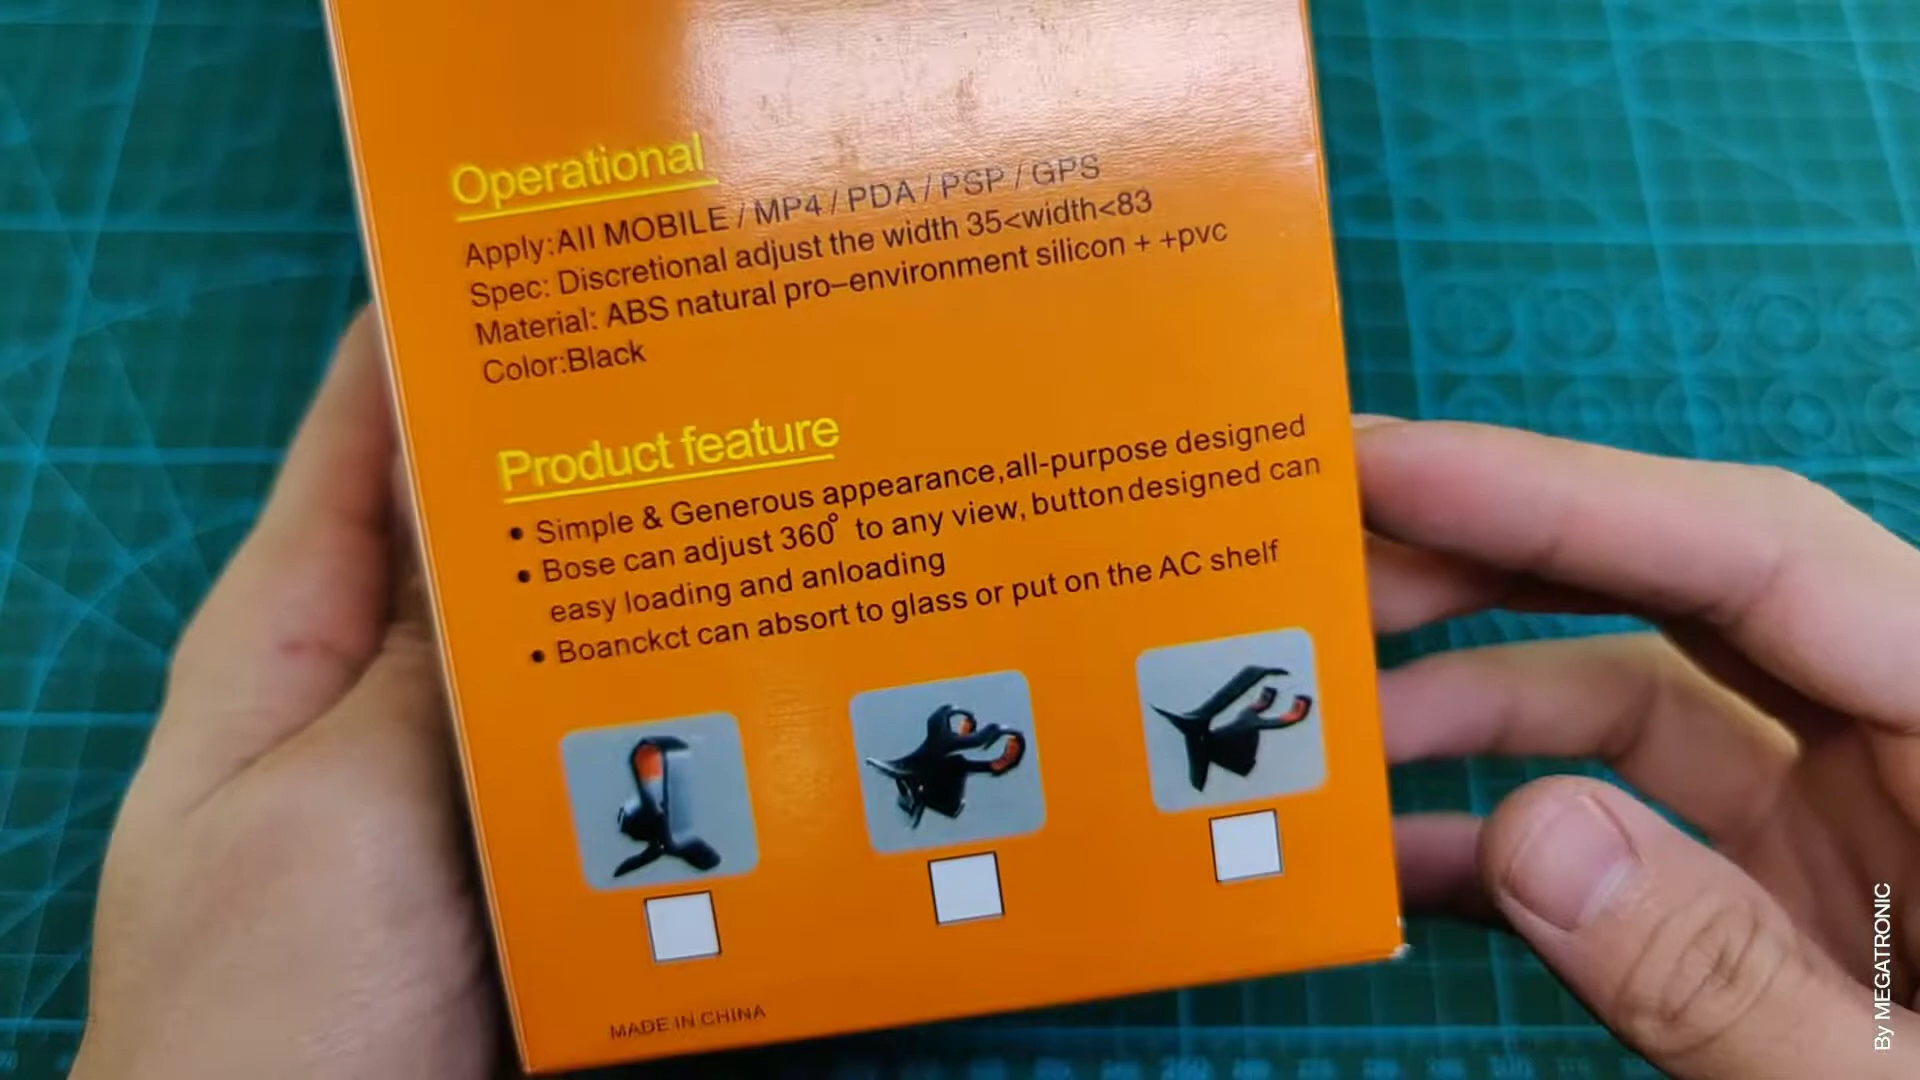 Operational
Apply:All MOBILE / MP4 / PDA / PSP / GPS
Spec: Discretional adjust the width 35<width<83
Material: ABS natural pro–environment silicon + +pvc
Color:Black
Product feature
• Simple & Generous appearance,all-purpose designed
• Bose can adjust 360° to any view, button designed can
easy loading and anloading
• Boanckct can absort to glass or put on the AC shelf
MADE IN CHINA
By MEGATRONIC